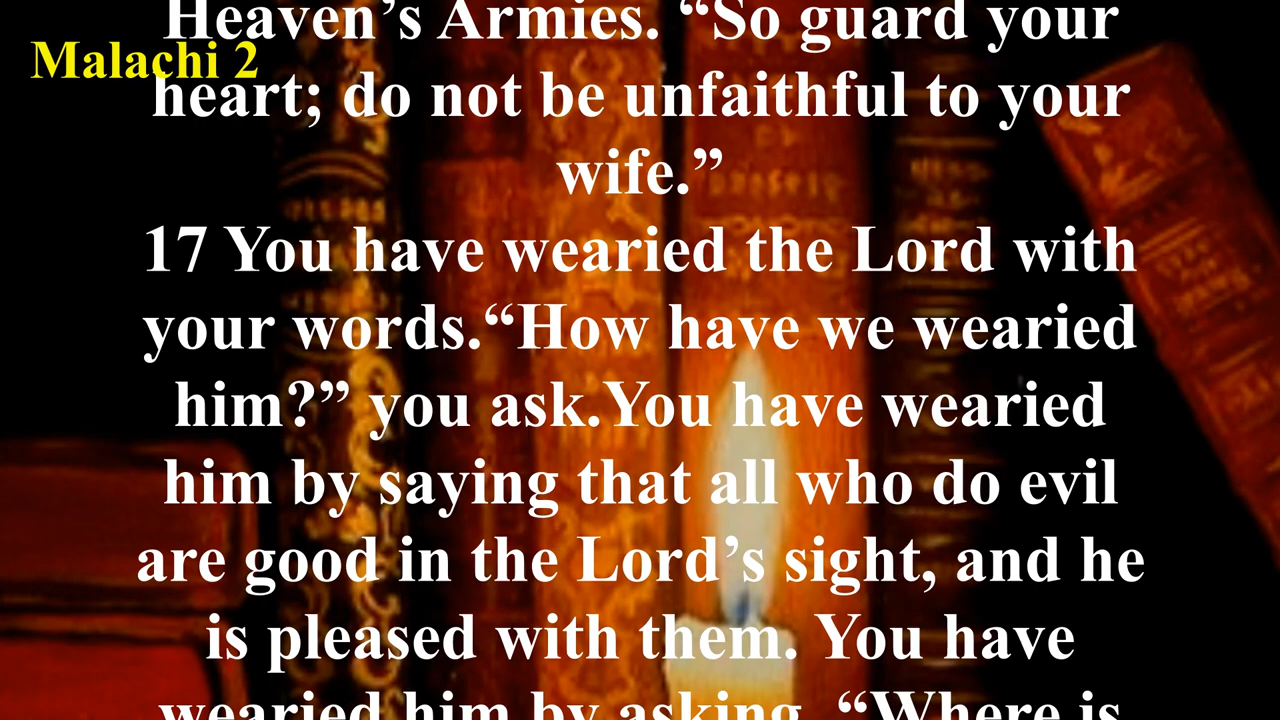 Heaven’s Armies. “So guard your
Malachi 2
heart; do not be unfaithful to your
wife.”
17 You have wearied the Lord with
your words.“How have we wearied
him?” you ask.You have wearied
him by saying that all who do evil
are good in the Lord’s sight, and he
is pleased with them. You have
wearied him by asking, “Where is